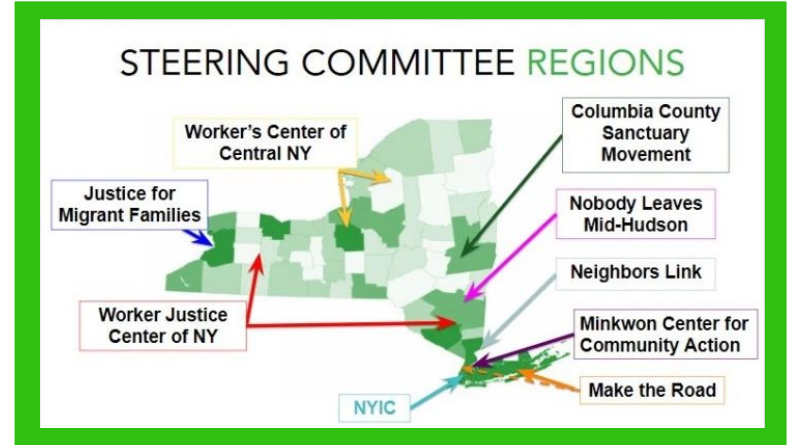 STEERING COMMITTEE REGIONS
Worker's Center of
Central NY
Columbia County
Sanctuary
Movement
Justice for
Migrant Families
Nobody Leaves
Mid-Hudson
Neighbors Link
Worker Justice
Center of NY
Minkwon Center for
Community Action
Make the Road
NYIC